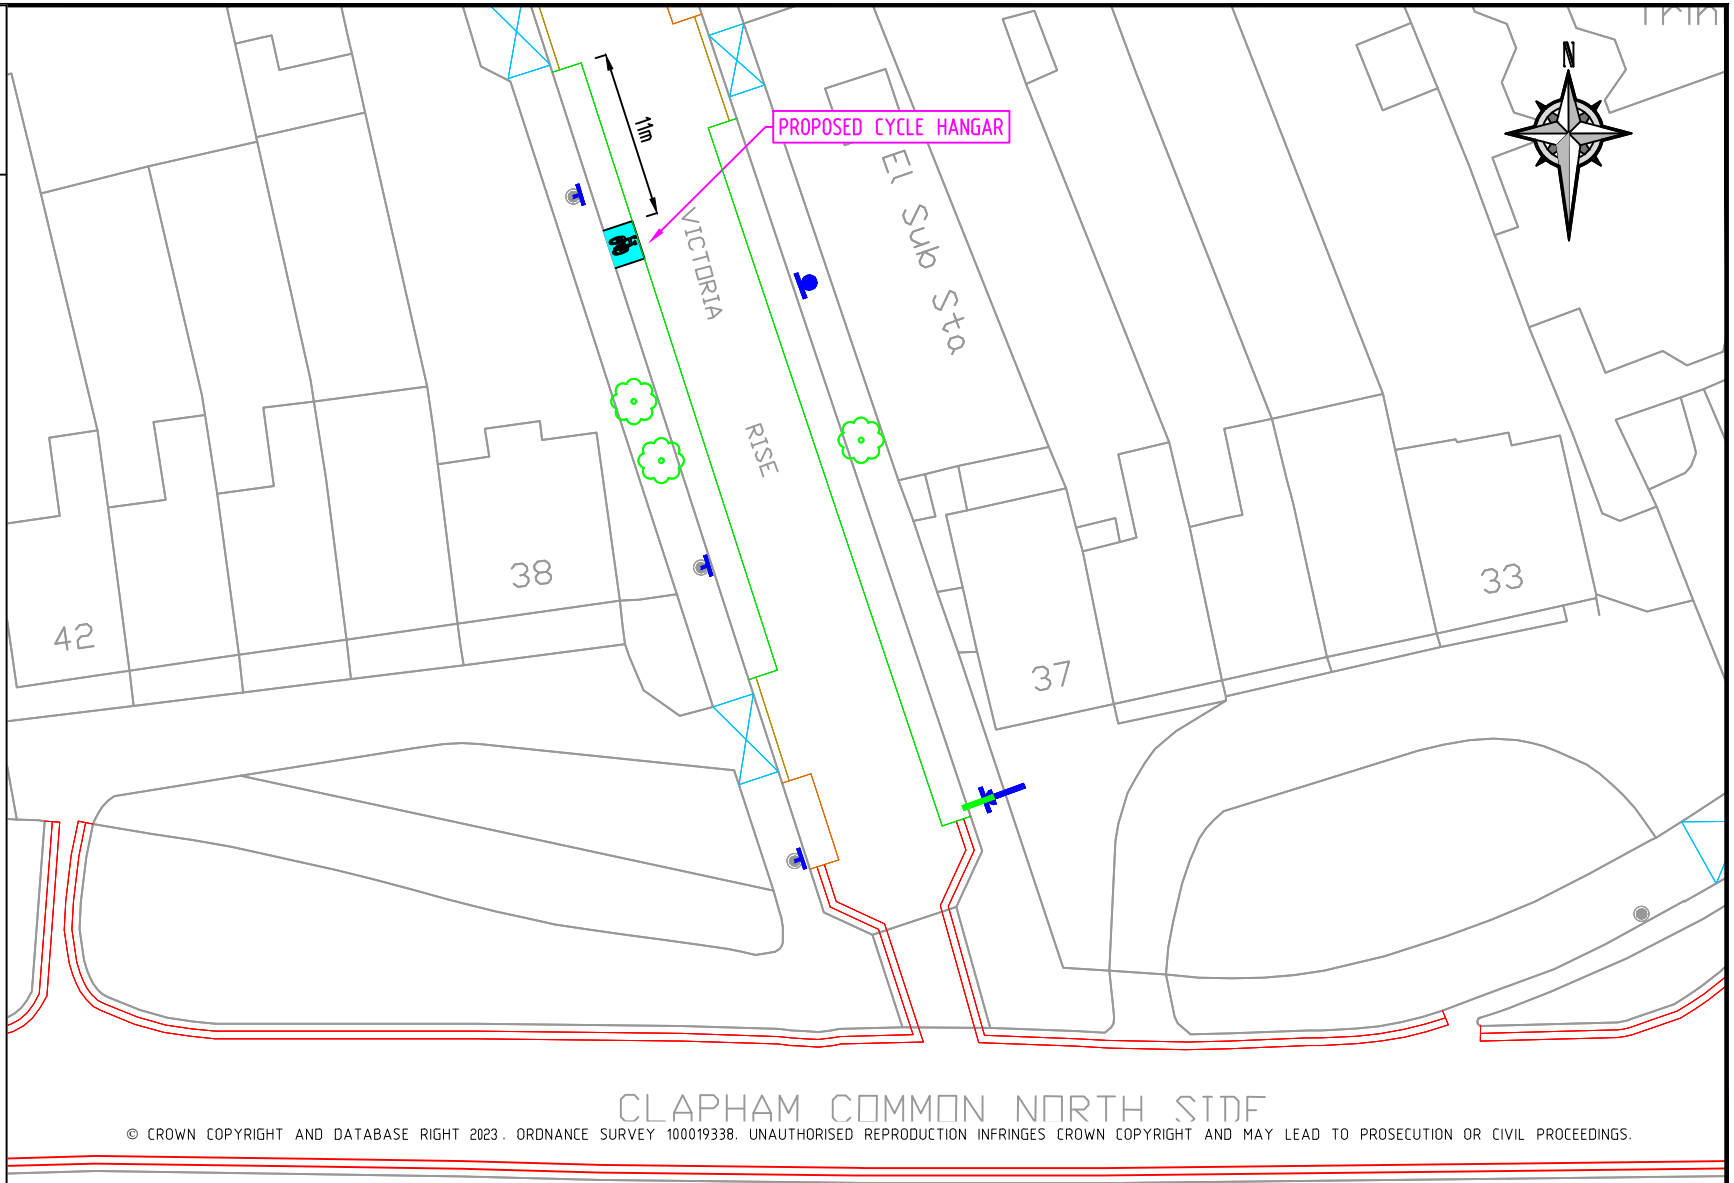 N
11m
PROPOSED CYCLE HANGAR
El Sub Sta
VICTORIA
RISE
38
42
33
37
CLAPHAM COMMON NORTH SIDE
© CROWN COPYRIGHT AND DATABASE RIGHT 2023. ORDNANCE SURVEY 100019338. UNAUTHORISED REPRODUCTION INFRINGES CROWN COPYRIGHT AND MAY LEAD TO PROSECUTION OR CIVIL PROCEEDINGS.